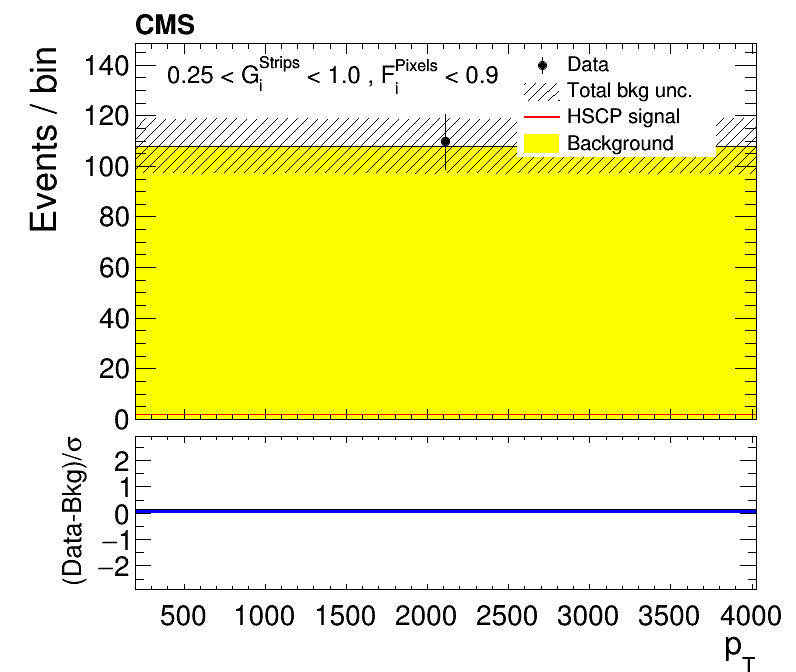 CMS
Events / bin
140
120
100
80
60
40
20
0
0.25 < G_i^Strips < 1.0 , F_i^Pixels < 0.9
Data
Total bkg unc.
HSCP signal
Background
(Data-Bkg)/σ
2
1
0
−1
−2
500 1000 1500 2000 2500 3000 3500 4000
p_T